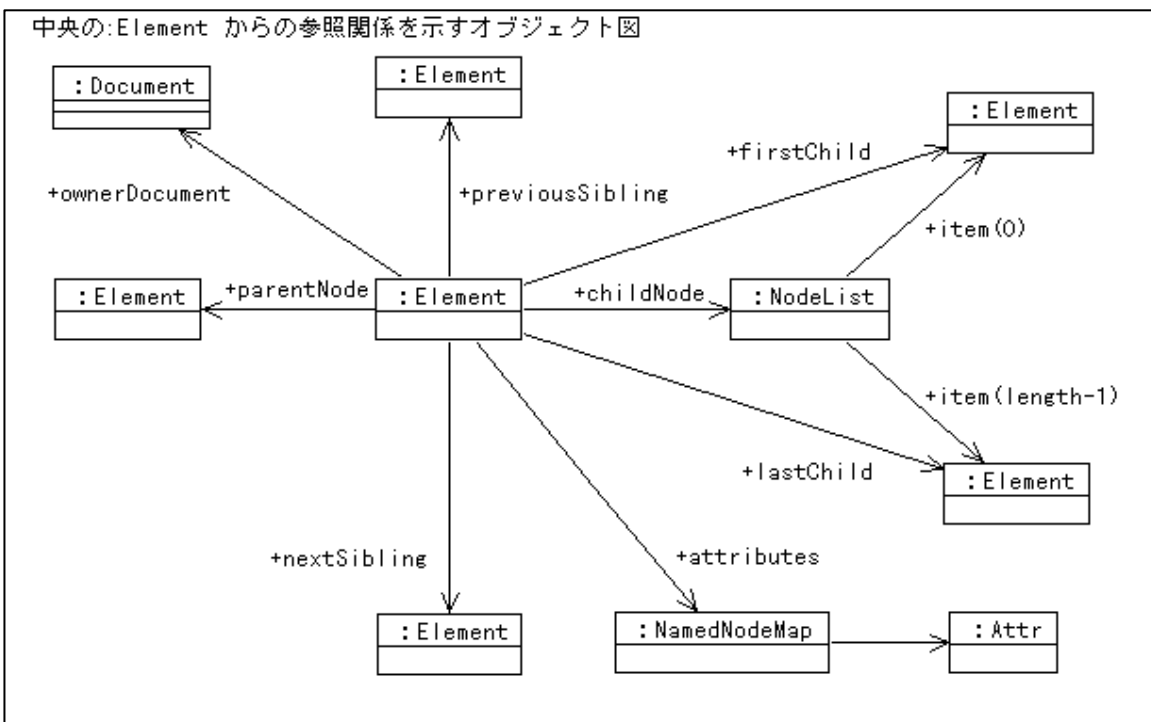 中央の:Element からの参照関係を示すオブジェクト図
:Document
:Element
:Element
+firstChild
+ownerDocument
+previousSibling
+item(0)
:Element
+parentNode
:Element
+childNode
:NodeList
+item(length-1)
+lastChild
:Element
+nextSibling
+attributes
:Element
:NamedNodeMap
:Attr